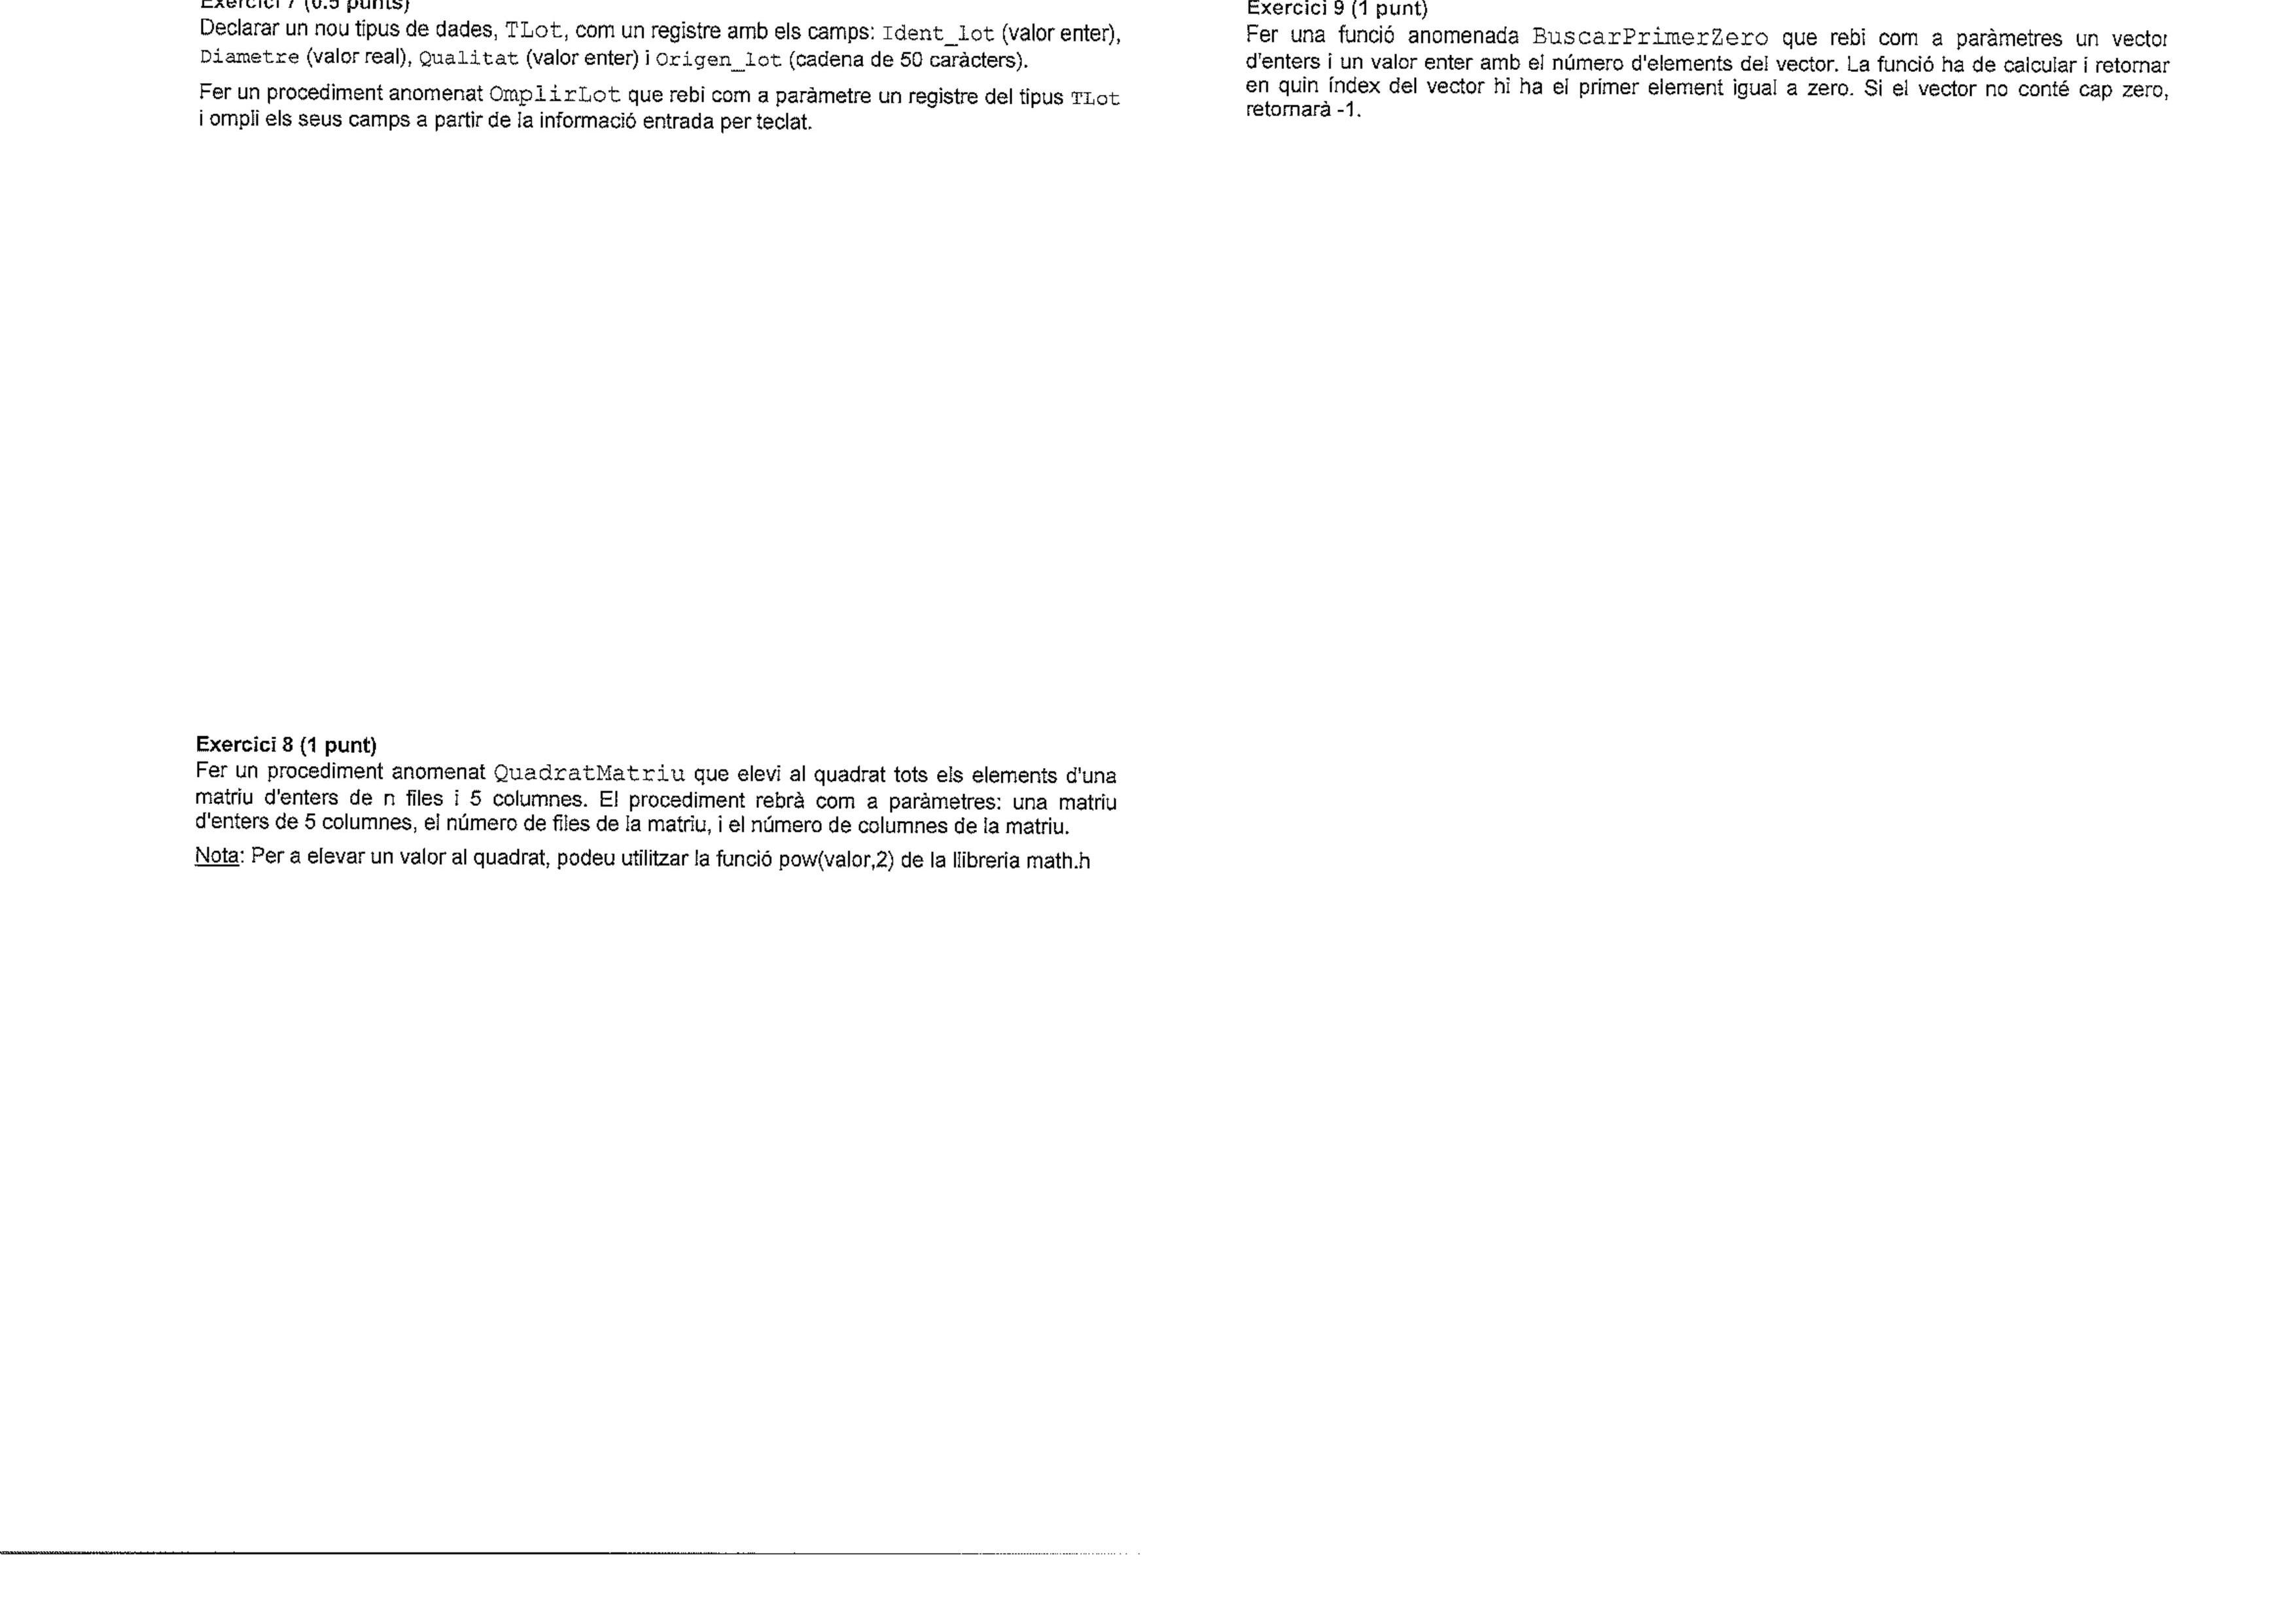 Exercici 7 (0.5 punts)
Declarar un nou tipus de dades, TLot, com un registre amb els camps: Ident_lot (valor enter),
Diametre (valor real), Qualitat (valor enter) i Origen_lot (cadena de 50 caràcters).
Fer un procediment anomenat OmplirLot que rebi com a paràmetre un registre del tipus TLot
i ompli els seus camps a partir de la informació entrada per teclat.
Exercici 8 (1 punt)
Fer un procediment anomenat QuadratMatriu que elevi al quadrat tots els elements d'una
matriu d'enters de n files i 5 columnes. El procediment rebrà com a paràmetres: una matriu
d'enters de 5 columnes, el número de files de la matriu, i el número de columnes de la matriu.
Nota: Per a elevar un valor al quadrat, podeu utilitzar la funció pow(valor,2) de la llibreria math.h
Exercici 9 (1 punt)
Fer una funció anomenada BuscarPrimerZero que rebi com a paràmetres un vector
d'enters i un valor enter amb el número d'elements del vector. La funció ha de calcular i retornar
en quin índex del vector hi ha el primer element igual a zero. Si el vector no conté cap zero,
retornarà -1.